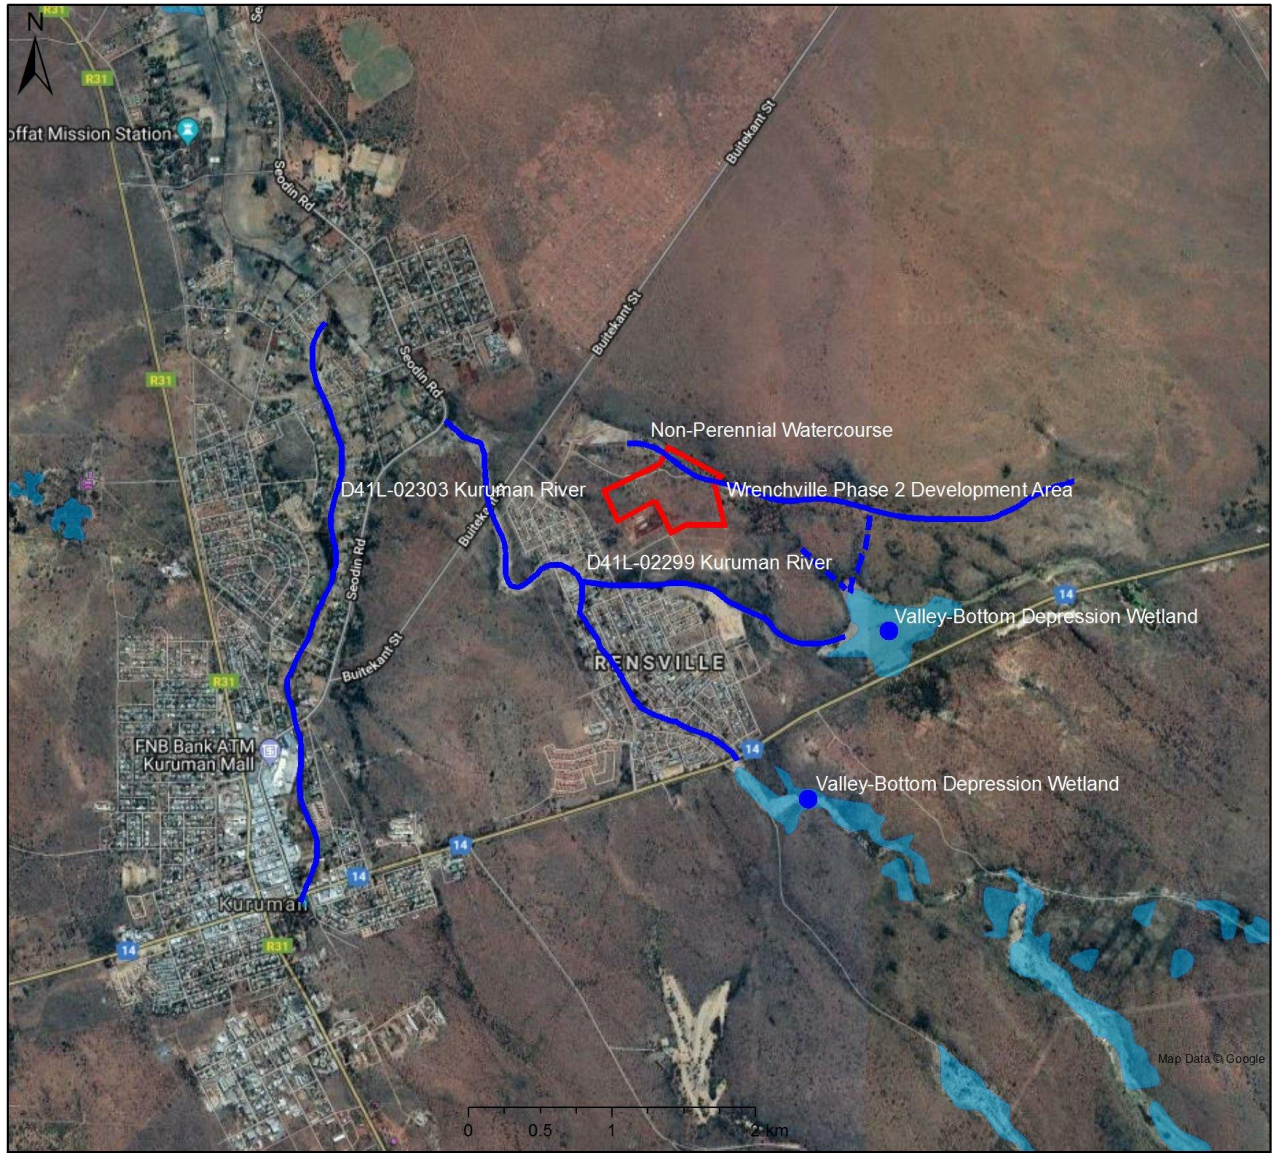 R31
Se
N
R31
offat Mission Station
Buitekant St
Seodin Rd
Buitekant St
Seodin Rd
R31
Non-Perennial Watercourse
D41L-02303 Kuruman River
Wrenchville Phase 2 Development Area
Buitekan
Seodin Rd
D41L-02299 Kuruman River
14
Valley-Bottom Depression Wetland
Buitekant St
RENSVILLE
R31
FNB Bank ATM
Kuruman Mall
14
Valley-Bottom Depression Wetland
14
14
Kuruman
14
R31
Map Data © Google
0 0.5 1 2 km